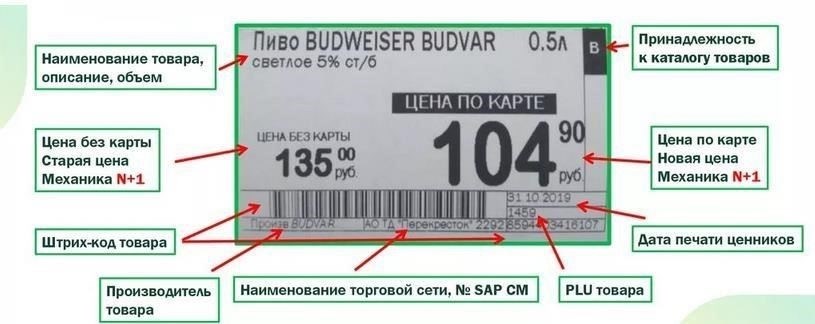 Наименование товара,
описание, объем
Пиво BUDWEISER BUDVAR 0.5л
светлое 5% ст/б
В
Принадлежность
к каталогу товаров
Цена без карты
Старая цена
Механика N+1
ЦЕНА БЕЗ КАРТЫ
135 00 руб.
ЦЕНА ПО КАРТЕ
104 90 руб.
Цена по карте
Новая цена
Механика N+1
31 10 2019
1459
Произв.BUDVAR АО ТД "Перекресток" 2292
Штрих-код товара
Дата печати ценников
Производитель
товара
Наименование торговой сети, № SAP СМ
PLU товара